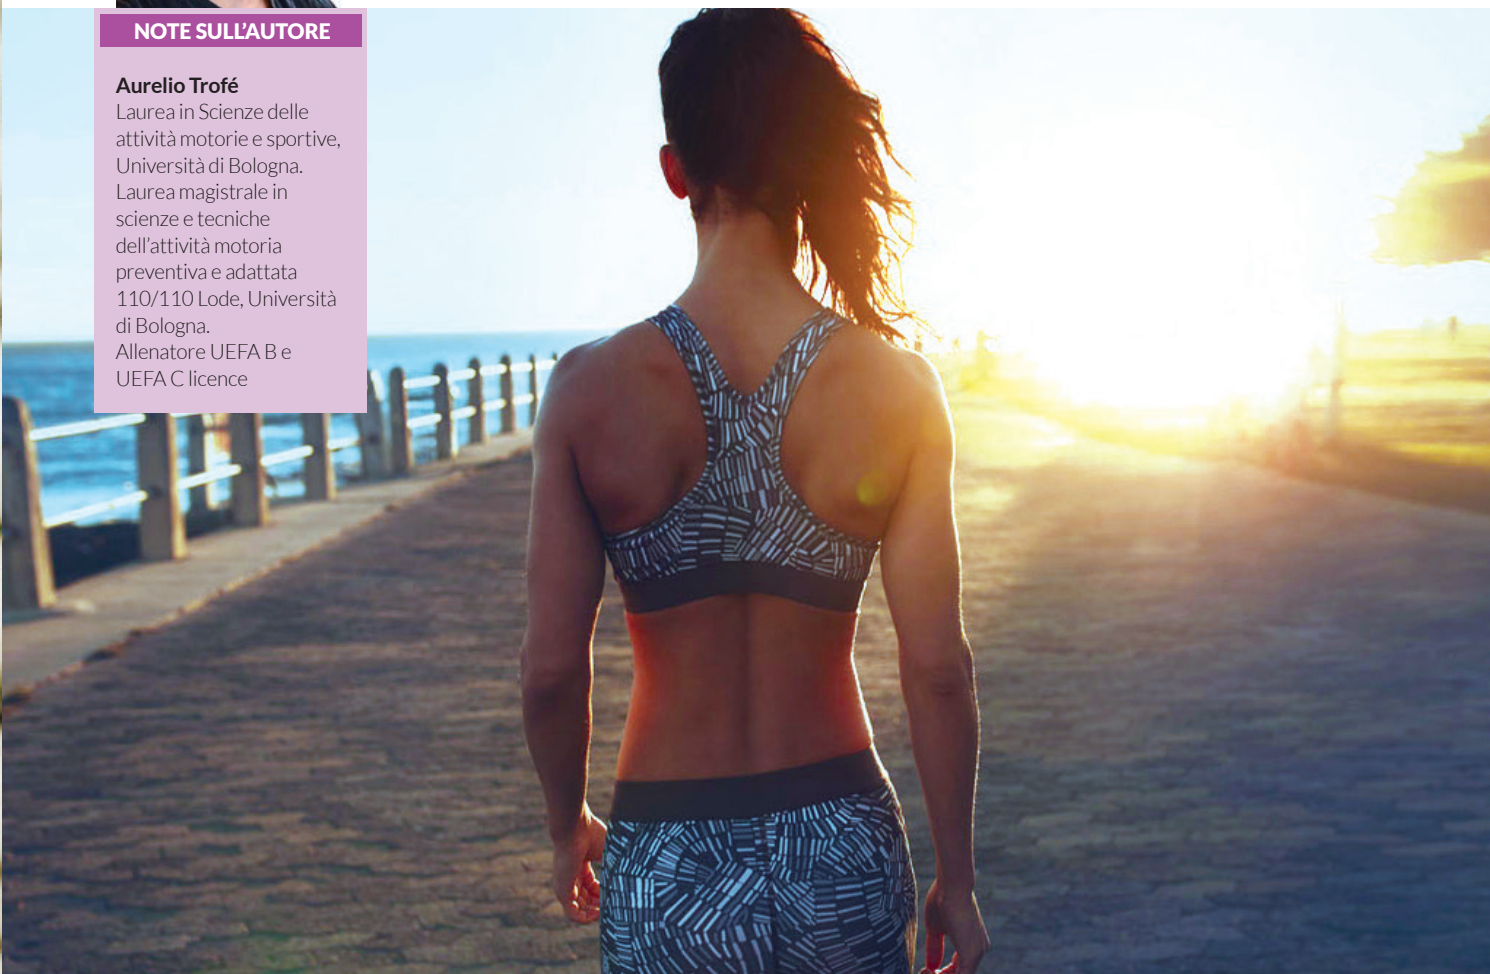 NOTE SULL’AUTORE
Aurelio Trofé
Laurea in Scienze delle
attività motorie e sportive,
Università di Bologna.
Laurea magistrale in
scienze e tecniche
dell’attività motoria
preventiva e adattata
110/110 Lode, Università
di Bologna.
Allenatore UEFA B e
UEFA C licence